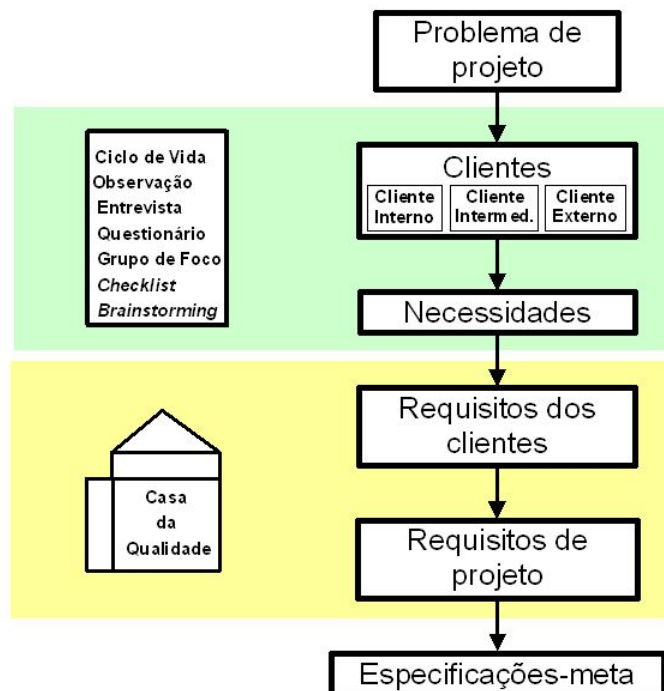 Problema de
projeto
Ciclo de Vida
Observação
Entrevista
Questionário
Grupo de Foco
Checklist
Brainstorming
Clientes
Cliente
Interno
Cliente
Intermed.
Cliente
Externo
Necessidades
Casa
da
Qualidade
Requisitos dos
clientes
Requisitos de
projeto
Especificações-meta